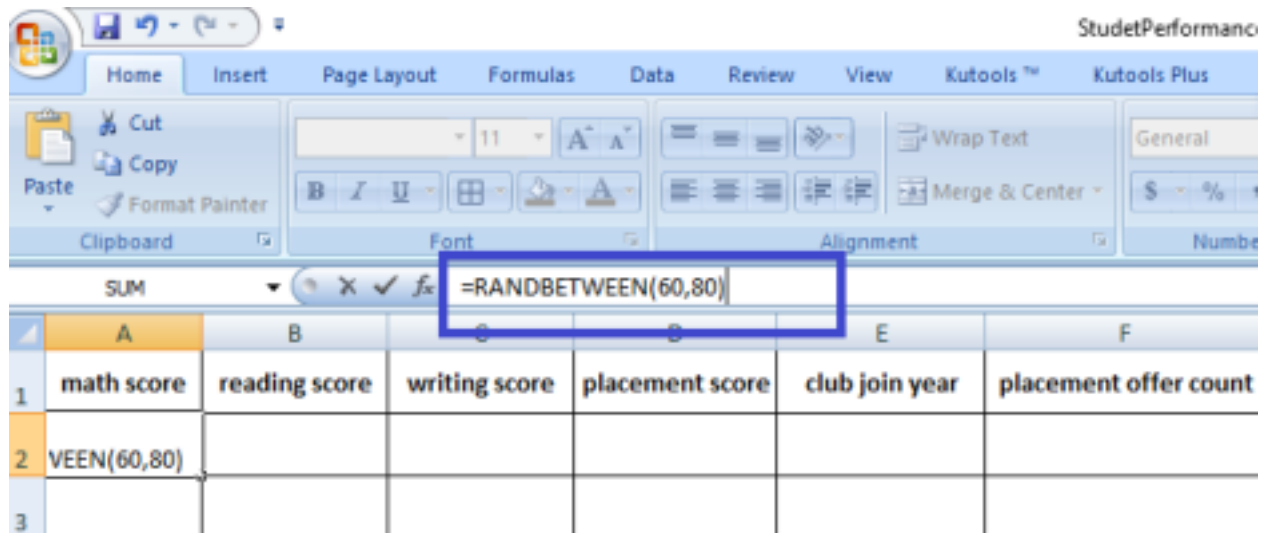 StudetPerformanc
Home Insert Page Layout Formulas Data Review View Kutools ™ Kutools Plus
Cut
Copy
Paste
Format Painter
11 A A
Wrap Text
General
B I U A
Merge & Center
$ %
Clipboard Font Alignment Numbe
SUM fx =RANDBETWEEN(60,80)
A B C D E F
1 math score reading score writing score placement score club join year placement offer count
2 VEEN(60,80)
3